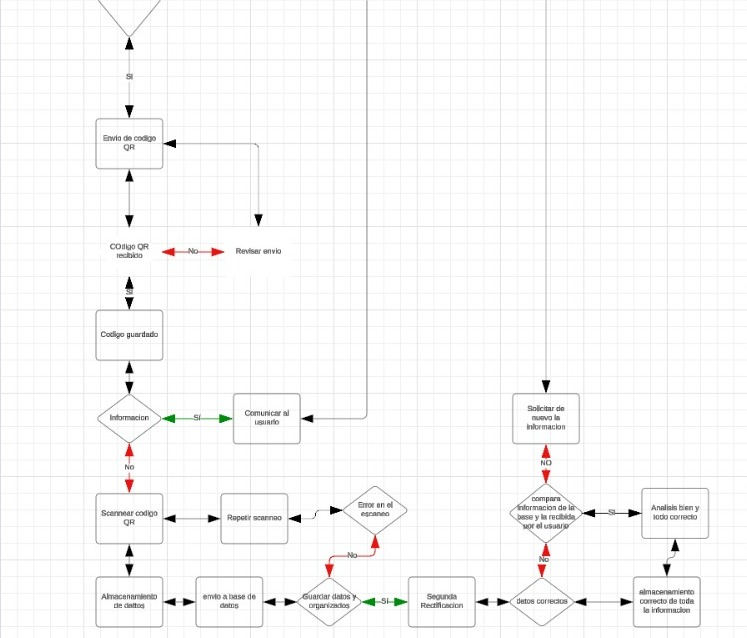 SI
Envio de codigo
QR
COdigo QR
recibido
No
Revisar envio
SI
Codigo guardado
Informacion
Sí
Comunicar al
usuario
Solicitar de
nuevo la
informacion
No
NO
Scannear codigo
QR
Repetir scanneo
Error en el
escaneo
compara
informacion de la
base y la recibida
por el usuario
SI
Analisis bien y
todo correcto
No
No
Almacenamiento
de dattos
envio a base de
datos
Guardar datos y
organizados
SI
Segunda
Rectificacion
datos correctos
almacenamiento
correcto de toda
la informacion